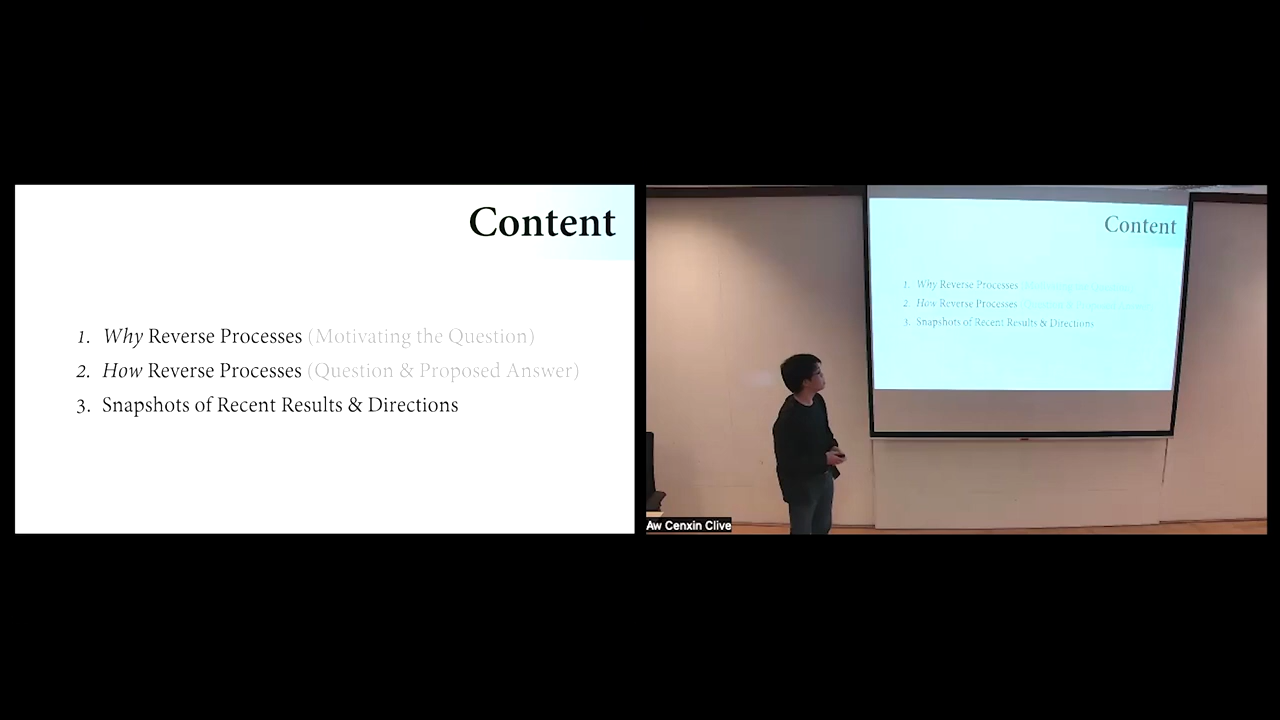 Content
1. Why Reverse Processes (Motivating the Question)
2. How Reverse Processes (Question & Proposed Answer)
3. Snapshots of Recent Results & Directions
Content
1. Why Reverse Processes
2. How Reverse Processes
3. Snapshots of Recent Results & Directions
Aw Cenxin Clive